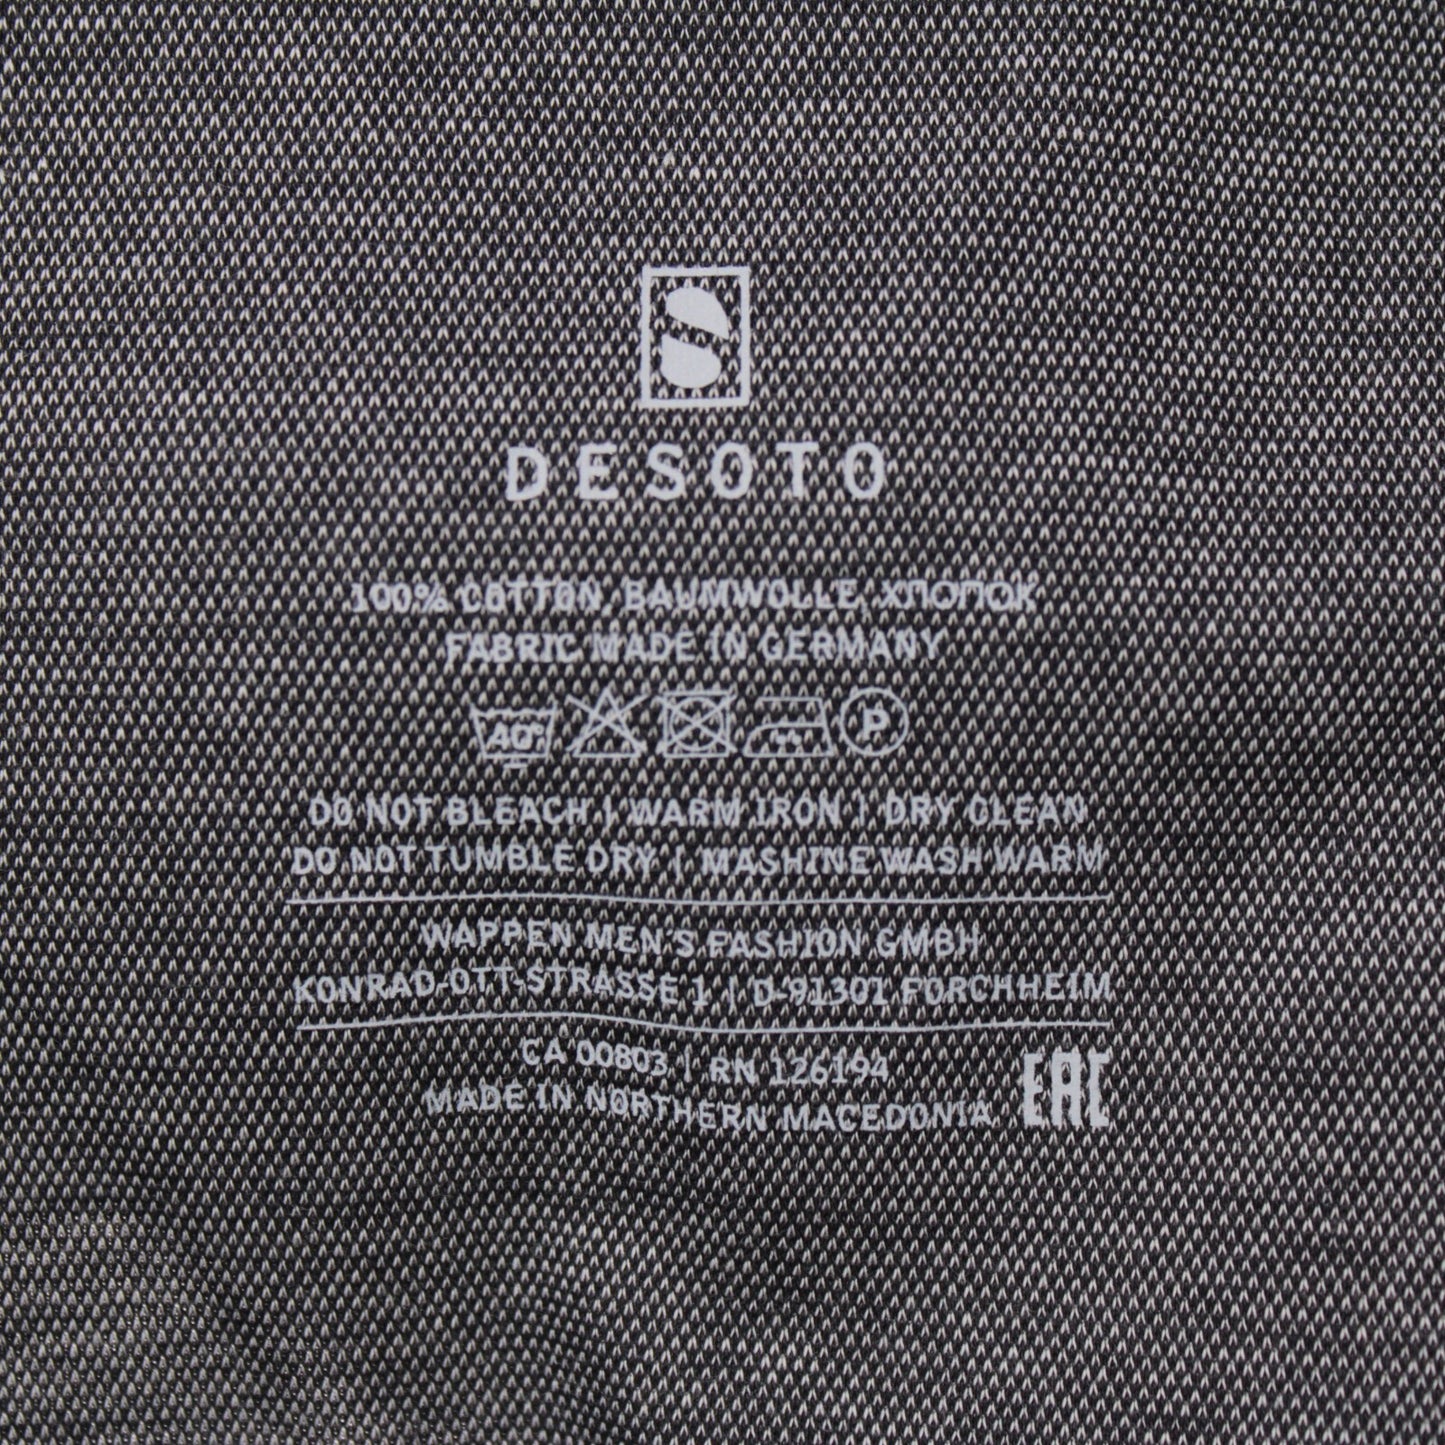 S
DESOTO
100% COTTON, BAUMWOLLE, ХПОПОК
FABRIC MADE IN GERMANY
40° P
DO NOT BLEACH | WARM IRON | DRY CLEAN
DO NOT TUMBLE DRY | MASHINE WASH WARM
WAPPEN MEN'S FASHION GMBH
KONRAD-OTT-STRASSE 1 | D-91301 FORCHHEIM
CA 00803 | RN 126194
MADE IN NORTHERN MACEDONIA EAC